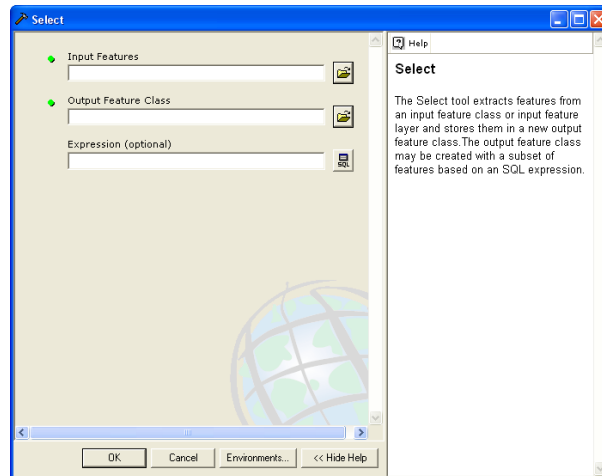 Select
Input Features
Output Feature Class
Expression (optional)
SQL
OK
Cancel
Environments...
<< Hide Help
Help
Select
The Select tool extracts features from
an input feature class or input feature
layer and stores them in a new output
feature class.The output feature class
may be created with a subset of
features based on an SQL expression.